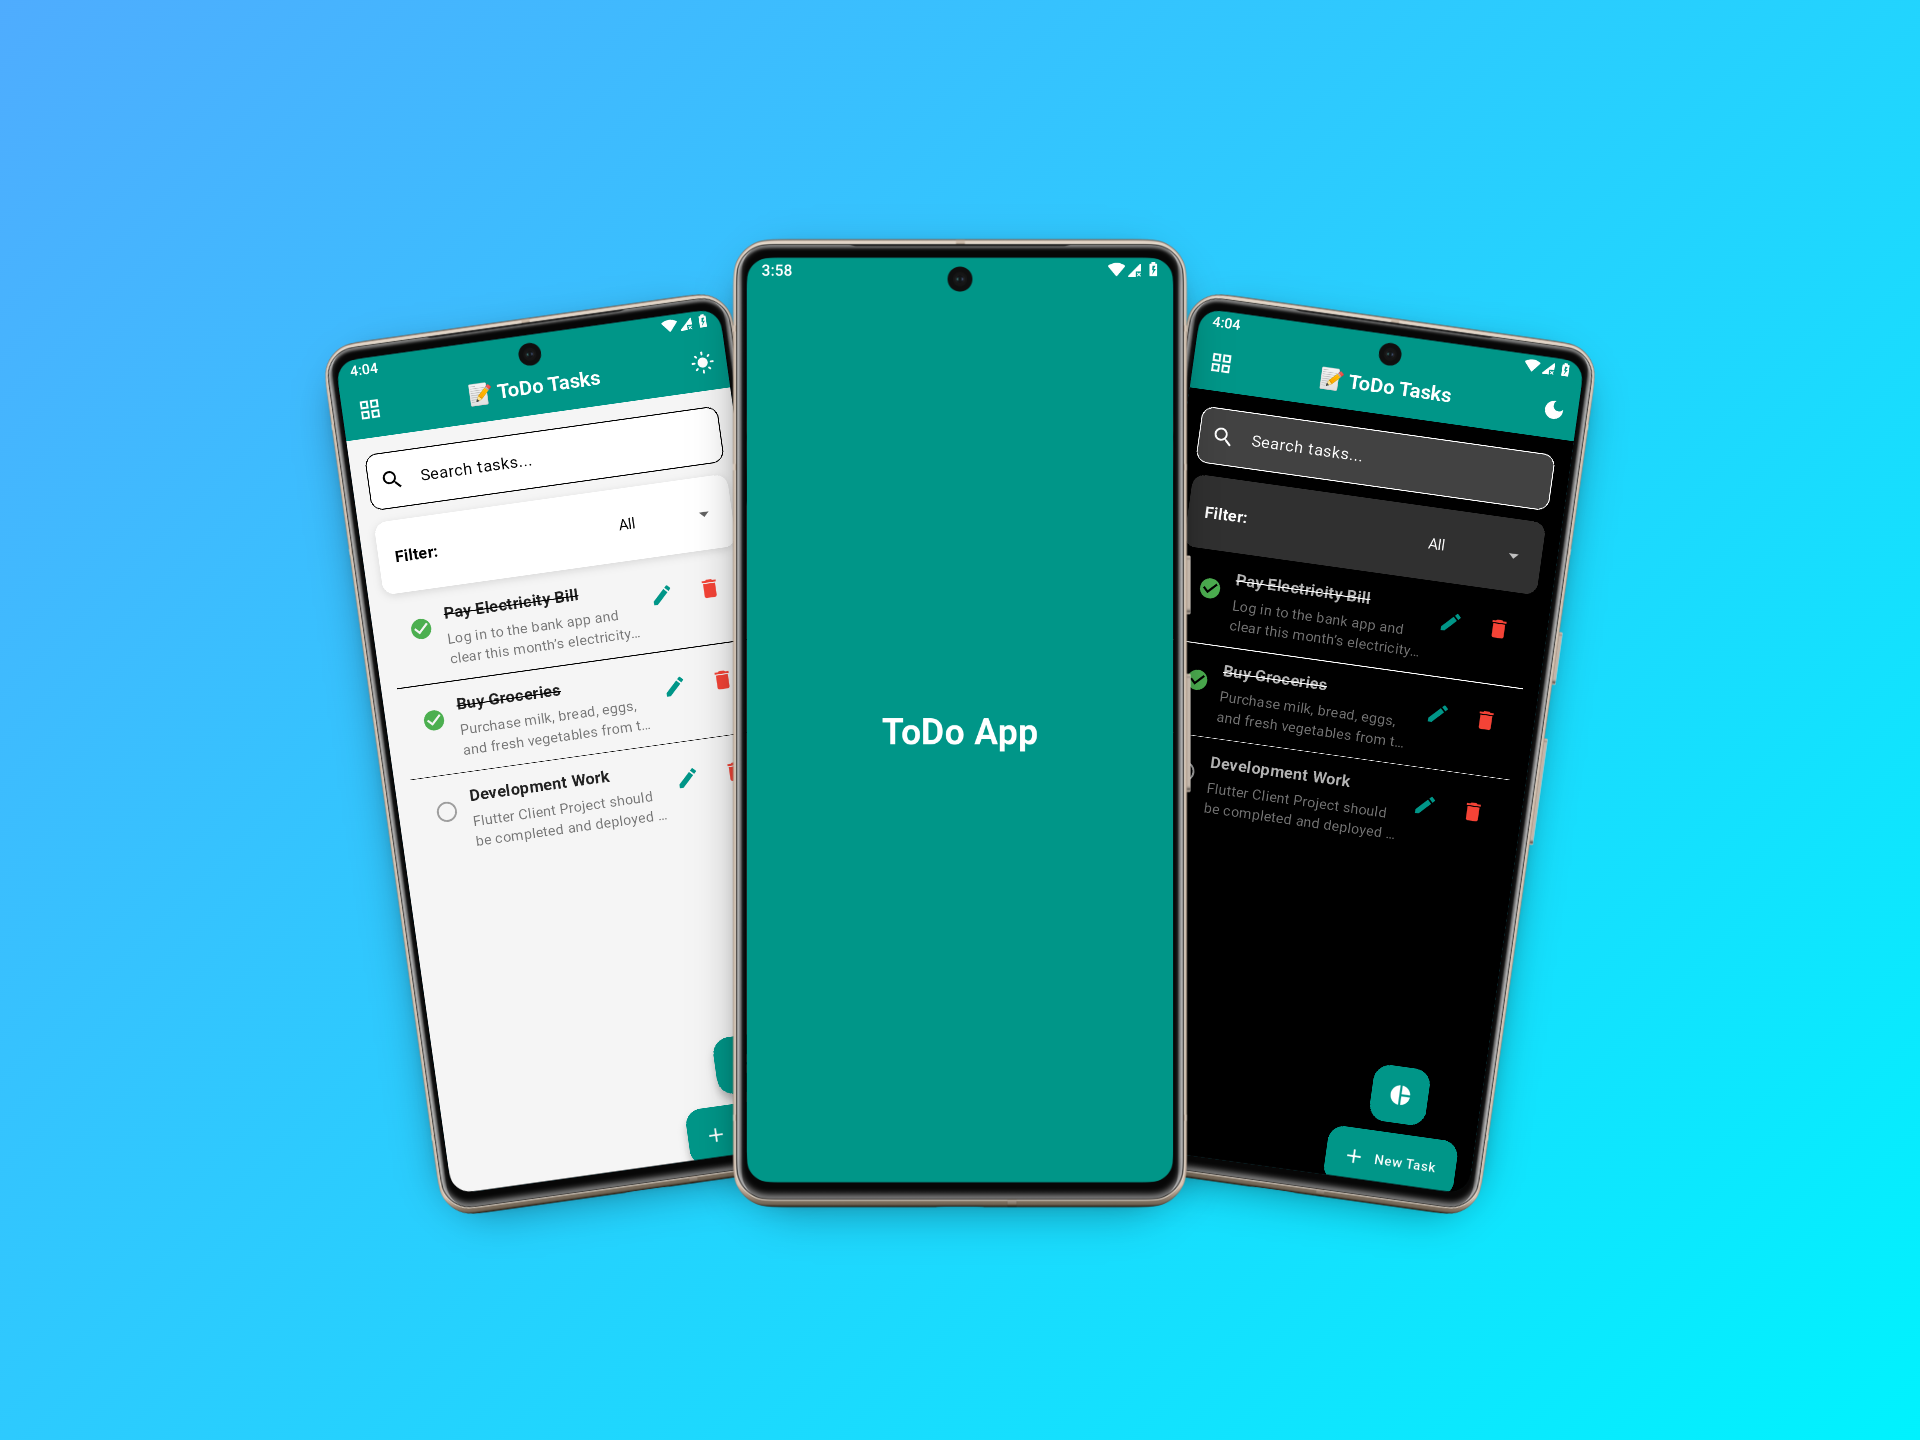 4:04
ToDo Tasks
Search tasks...
Filter:
All
Pay Electricity Bill
Log in to the bank app and
clear this month's electricity...
Buy Groceries
Purchase milk, bread, eggs,
and fresh vegetables from t...
Development Work
Flutter Client Project should
be completed and deployed ...
3:58
ToDo App
4:04
ToDo Tasks
Search tasks...
Filter:
All
Pay Electricity Bill
Log in to the bank app and
clear this month's electricity...
Buy Groceries
Purchase milk, bread, eggs,
and fresh vegetables from t...
Development Work
Flutter Client Project should
be completed and deployed ...
New Task